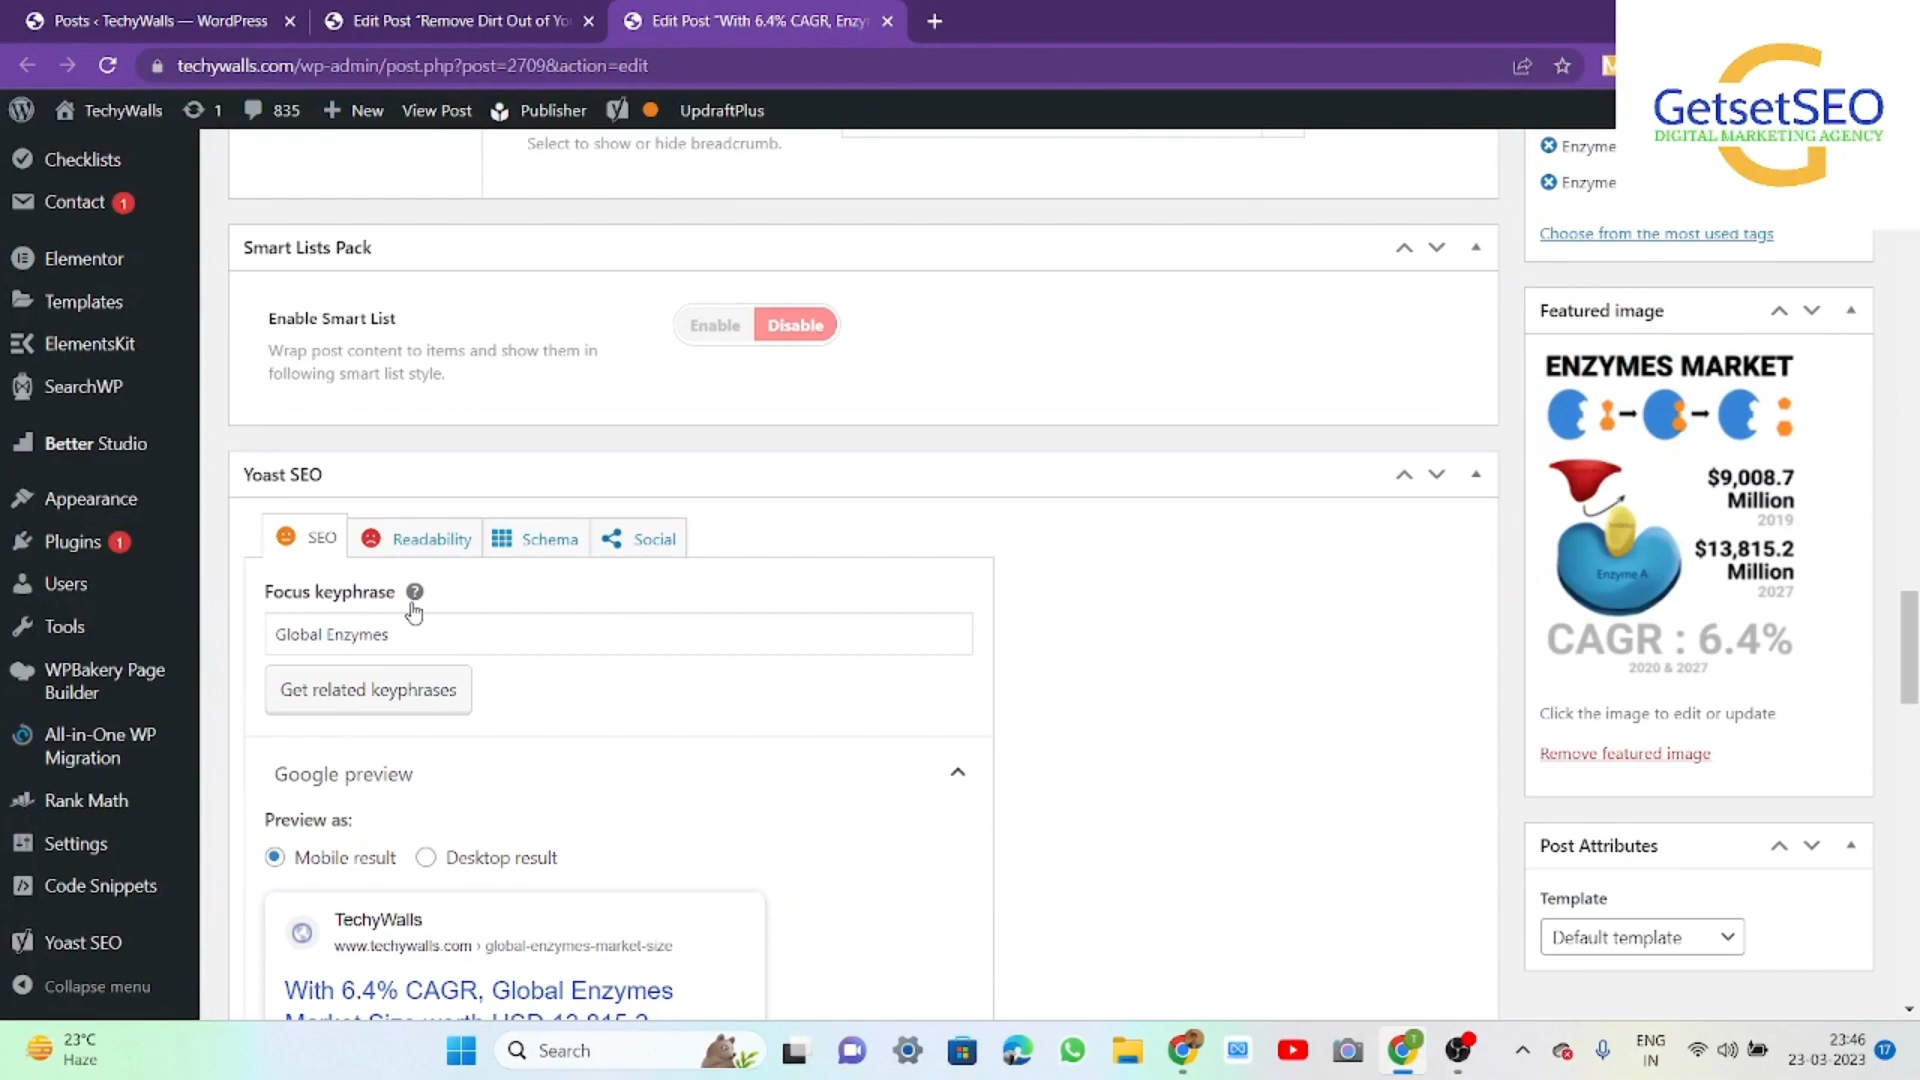 Posts ‹ TechyWalls — WordPress
Edit Post "Remove Dirt Out of Yo
Edit Post "With 6.4% CAGR, Enzy
techywalls.com/wp-admin/post.php?post=2709&action=edit
TechyWalls
1
835
New
View Post
Publisher
UpdraftPlus
GetsetSEO
DIGITAL MARKETING AGENCY
Checklists
Contact 1
Elementor
Templates
ElementsKit
SearchWP
Better Studio
Appearance
Plugins 1
Users
Tools
WPBakery Page
Builder
All-in-One WP
Migration
Rank Math
Settings
Code Snippets
Yoast SEO
Collapse menu
Select to show or hide breadcrumb.
Smart Lists Pack
Enable Smart List
Wrap post content to items and show them in
following smart list style.
Enable
Disable
Yoast SEO
SEO
Readability
Schema
Social
Focus keyphrase ?
Global Enzymes
Get related keyphrases
Google preview
Preview as:
Mobile result
Desktop result
TechyWalls
www.techywalls.com › global-enzymes-market-size
With 6.4% CAGR, Global Enzymes
Market Size worth USD 13,815.2
Enzyme
Enzyme
Choose from the most used tags
Featured image
ENZYMES MARKET
$9,008.7
Million
2019
$13,815.2
Million
2027
Enzyme A
CAGR : 6.4%
2020 & 2027
Click the image to edit or update
Remove featured image
Post Attributes
Template
Default template
23°C
Haze
Search
ENG
IN
23:46
23-03-2023
17